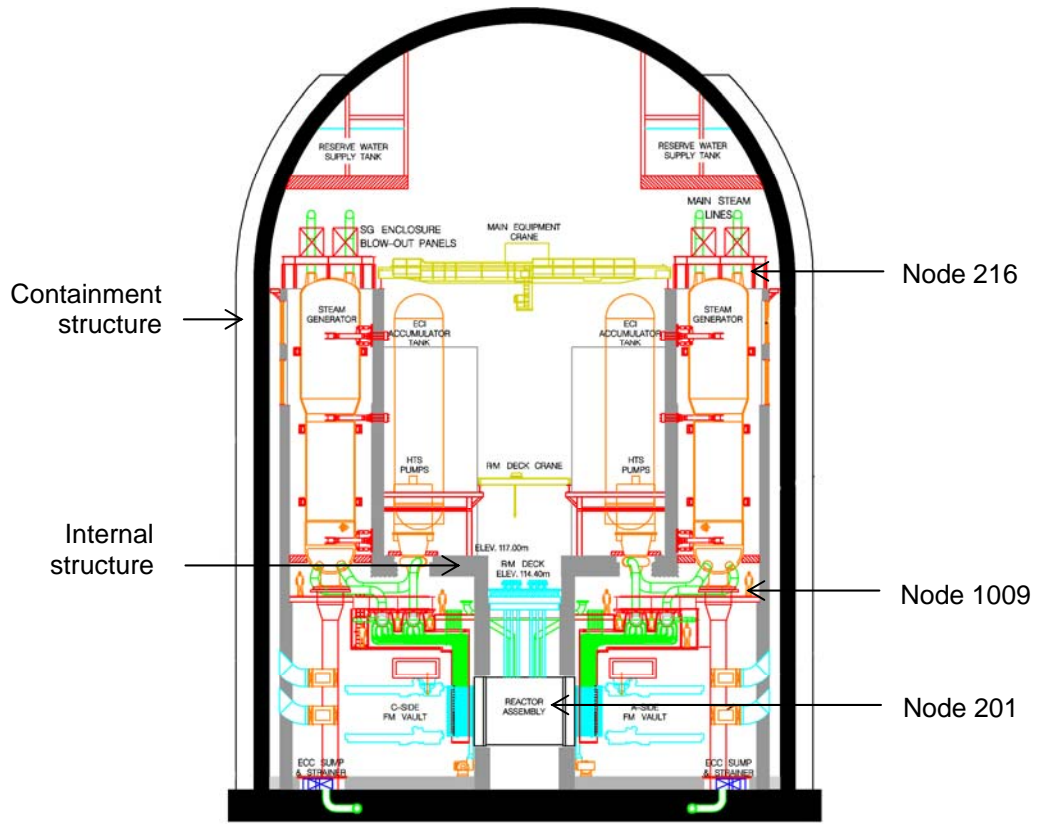 RESERVE WATER
SUPPLY TANK
RESERVE WATER
SUPPLY TANK
MAIN STEAM
LINES
SG ENCLOSURE
BLOW-OUT PANELS
MAIN EQUIPMENT
CRANE
Node 216
Containment
structure
STEAM
GENERATOR
ECI
ACCUMULATOR
TANK
ECI
ACCUMULATOR
TANK
STEAM
GENERATOR
HTS
PUMPS
R/M DECK CRANE
HTS
PUMPS
Internal
structure
ELEV. 117.00m
R/M DECK
ELEV. 114.40m
Node 1009
C-SIDE
FM VAULT
REACTOR
ASSEMBLY
A-SIDE
FM VAULT
Node 201
ECC SUMP
& STRAINER
ECC SUMP
& STRAINER